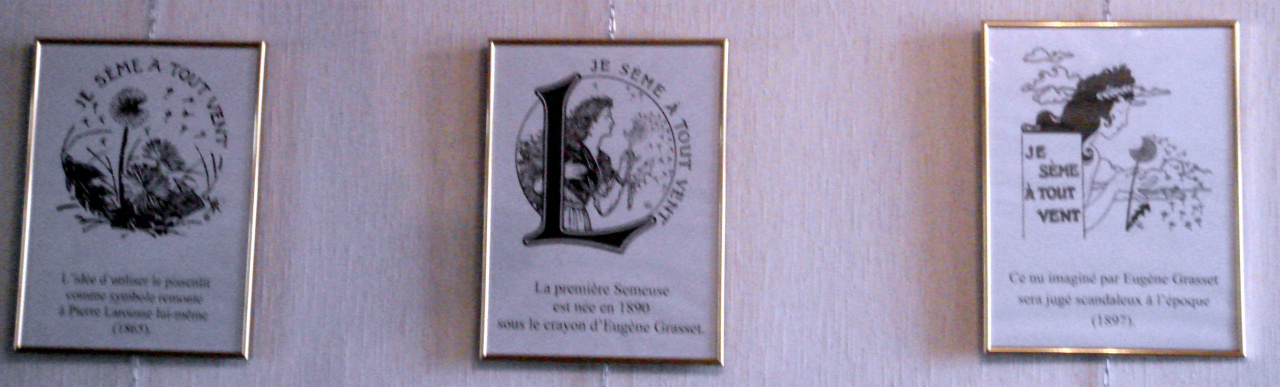 JE SÈME À TOUT VENT
L'idée d'utiliser le pissenlit
comme symbole remonte
à Pierre Larousse lui-même
(1865).
JE SÈME À TOUT VENT
L
La première Semeuse
est née en 1890
sous le crayon d'Eugène Grasset.
JE
SÈME
À TOUT
VENT
Ce nu imaginé par Eugène Grasset
sera jugé scandaleux à l'époque
(1897).